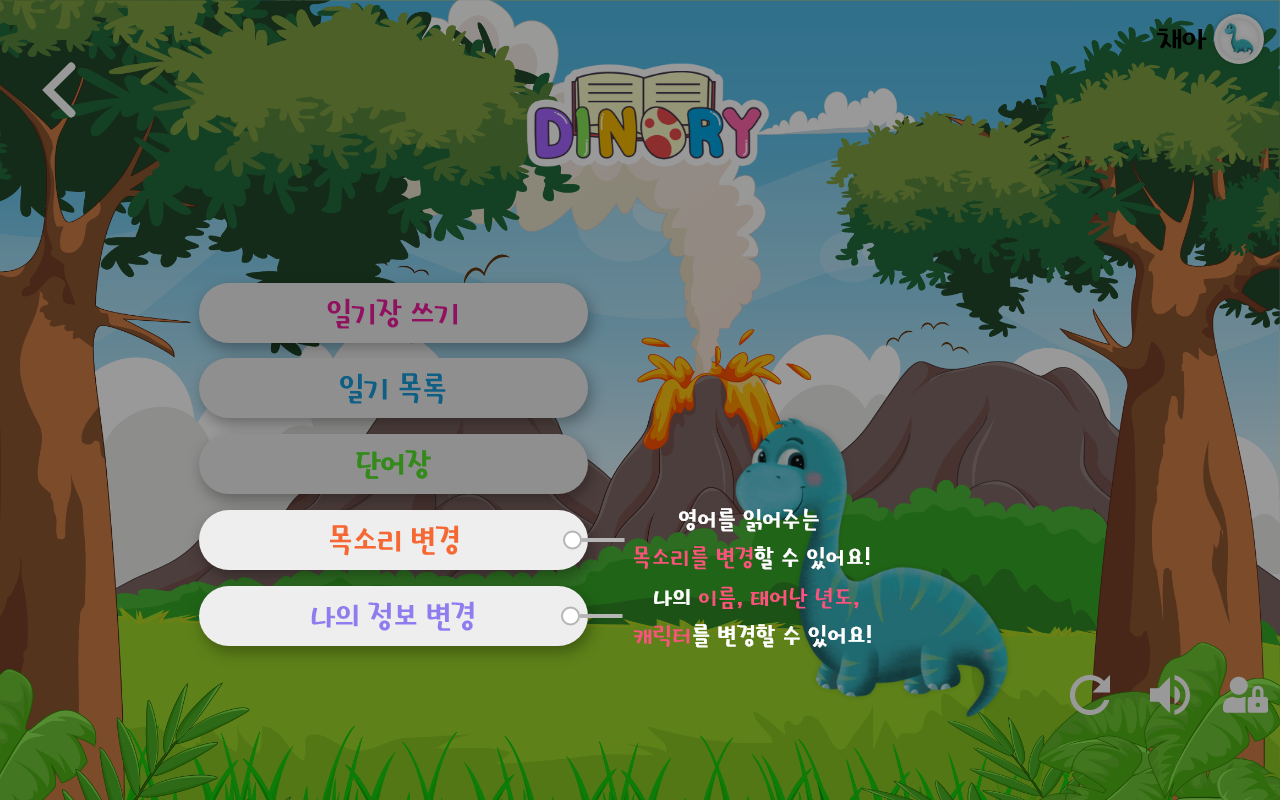 채아
DINORY
일기장 쓰기
일기 목록
단어장
목소리 변경
영어를 읽어주는
목소리를 변경할 수 있어요!
나의 정보 변경
나의 이름, 태어난 년도,
캐릭터를 변경할 수 있어요!